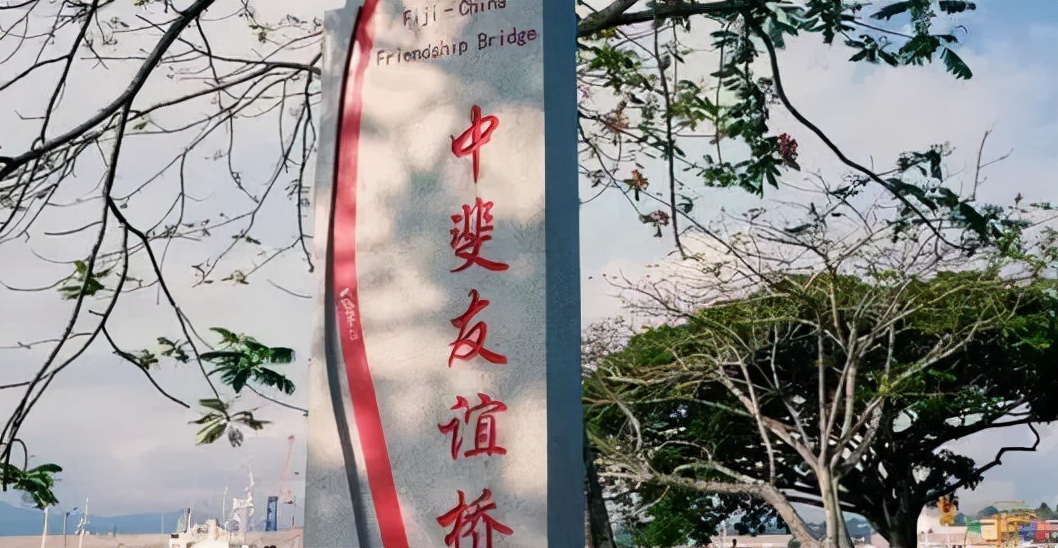 Fiji-China
Friendship Bridge
中斐友谊桥